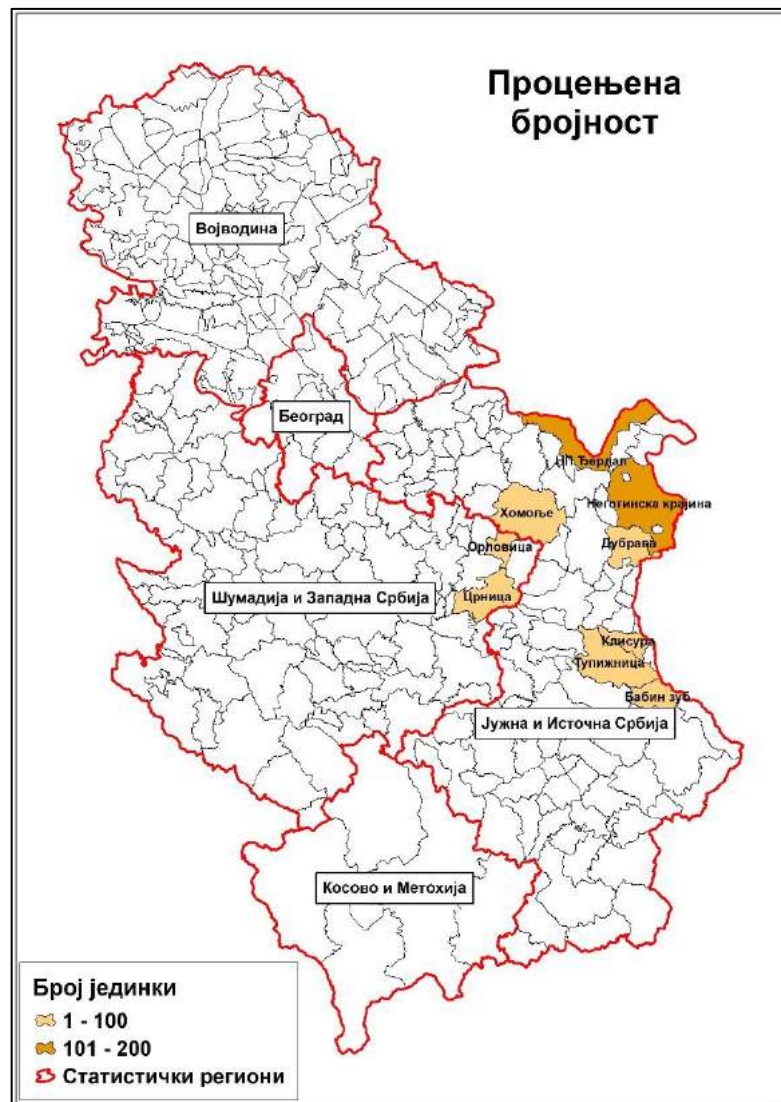 Процењена
бројност
Војводина
Београд
НП Ђердап
Неготинска крајина
Хомоље
Дубрава
Орловица
Црница
Шумадија и Западна Србија
Клисура
Тупижница
Бабин зуб
Јужна и Источна Србија
Косово и Метохија
Број јединки
1 - 100
101 - 200
Статистички региони